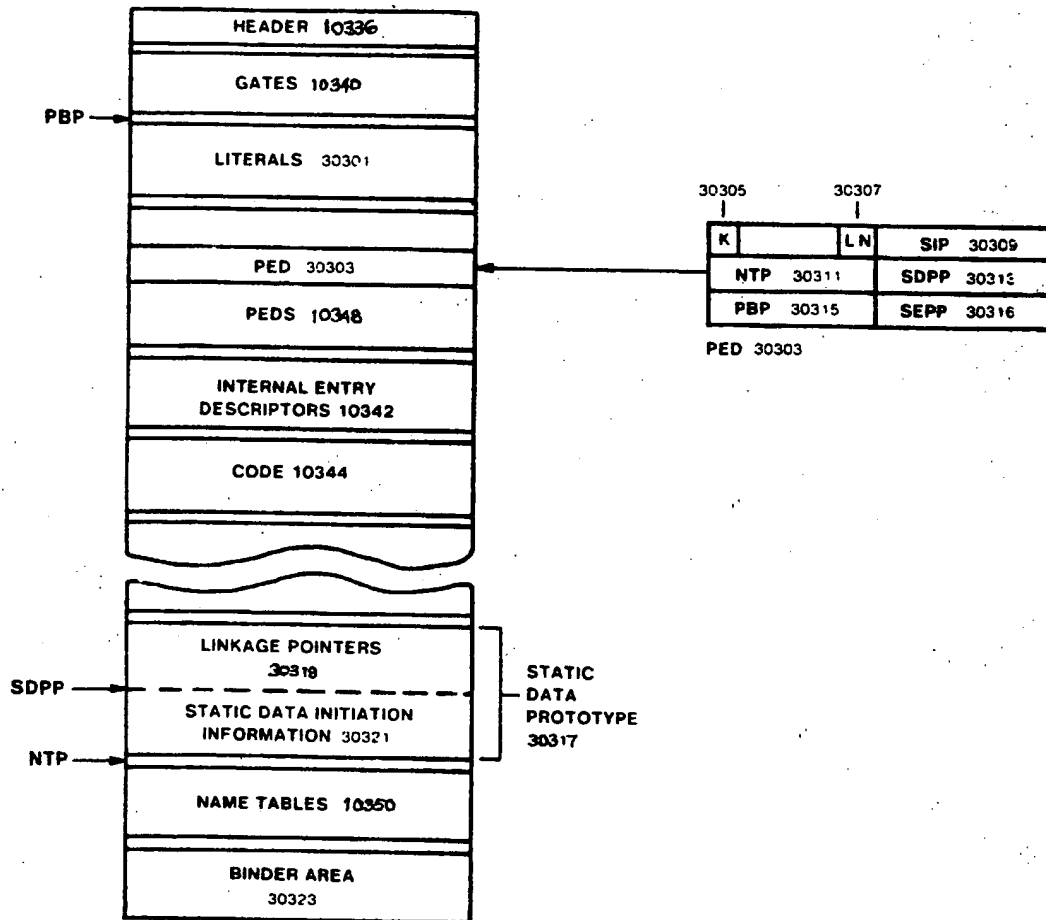 HEADER 10336
GATES 10340
PBP
LITERALS 30301
30305 30307
K LN SIP 30309
PED 30303
NTP 30311 SDPP 30313
PEDS 10348
PBP 30315 SEPP 30316
PED 30303
INTERNAL ENTRY
DESCRIPTORS 10342
CODE 10344
LINKAGE POINTERS
30319
SDPP
STATIC
DATA
PROTOTYPE
30317
STATIC DATA INITIATION
INFORMATION 30321
NTP
NAME TABLES 10350
BINDER AREA
30323